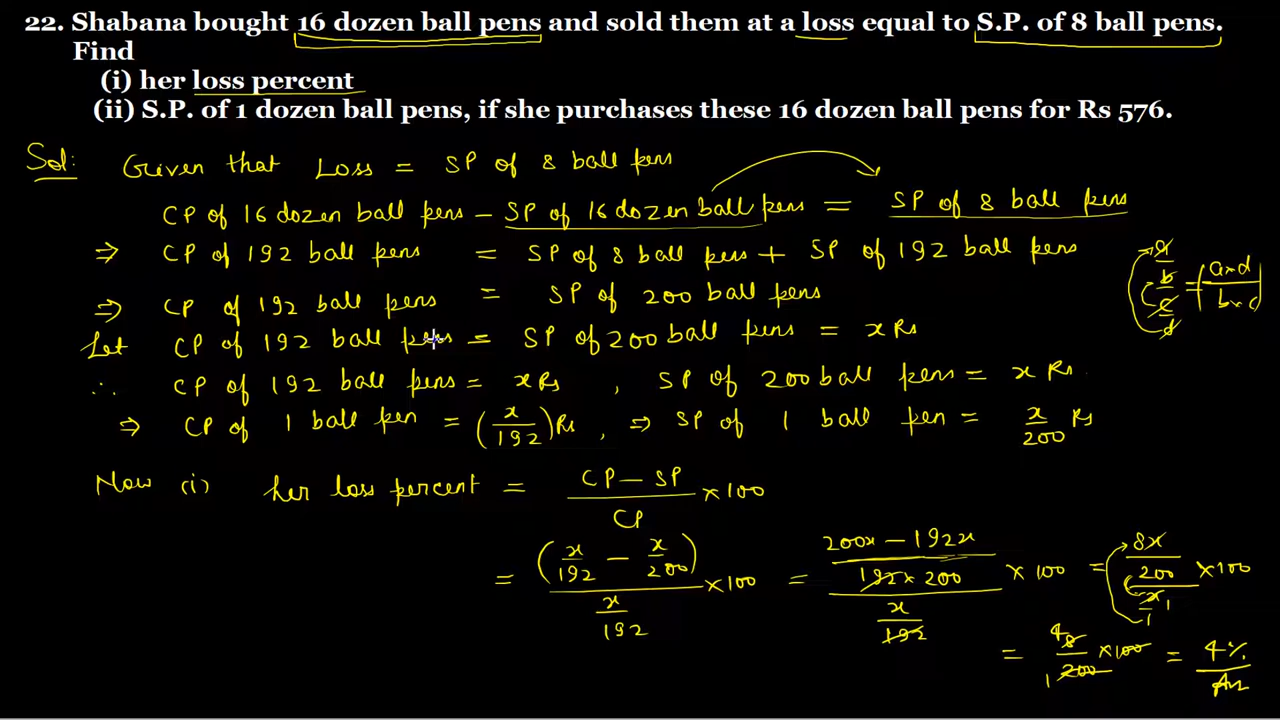 22. Shabana bought 16 dozen ball pens and sold them at a loss equal to S.P. of 8 ball pens.
Find
(i) her loss percent
(ii) S.P. of 1 dozen ball pens, if she purchases these 16 dozen ball pens for Rs 576.
Sol: Given that Loss = SP of 8 ball pens
CP of 16 dozen ball pens – SP of 16 dozen ball pens = SP of 8 ball pens
⇒ CP of 192 ball pens = SP of 8 ball pens + SP of 192 ball pens
⇒ CP of 192 ball pens = SP of 200 ball pens
Let CP of 192 ball pens = SP of 200 ball pens = x Rs
∴ CP of 192 ball pens = x Rs, SP of 200 ball pens = x Rs.
⇒ CP of 1 ball pen = (x/192) Rs, ⇒ SP of 1 ball pen = x/200 Rs
a/b/c/d = (a×d/b×c)
Now (i) her loss percent = CP – SP/CP × 100
= (x/192 – x/200)/x/192 × 100 = 200x – 192x/192 × 200/x/192 × 100 = 8x/200/x/1 × 100
= 8/200 × 100 = 4% Ans